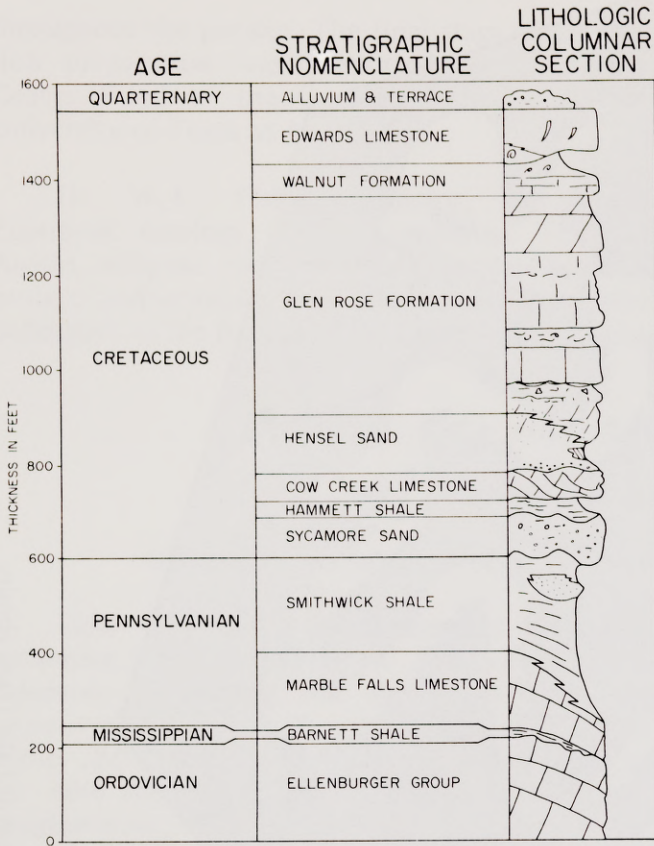 AGE
STRATIGRAPHIC
NOMENCLATURE
LITHOLOGIC
COLUMNAR
SECTION
THICKNESS IN FEET
1600
1400
1200
1000
800
600
400
200
0
QUARTERNARY
CRETACEOUS
PENNSYLVANIAN
MISSISSIPPIAN
ORDOVICIAN
ALLUVIUM & TERRACE
EDWARDS LIMESTONE
WALNUT FORMATION
GLEN ROSE FORMATION
HENSEL SAND
COW CREEK LIMESTONE
HAMMETT SHALE
SYCAMORE SAND
SMITHWICK SHALE
MARBLE FALLS LIMESTONE
BARNETT SHALE
ELLENBURGER GROUP